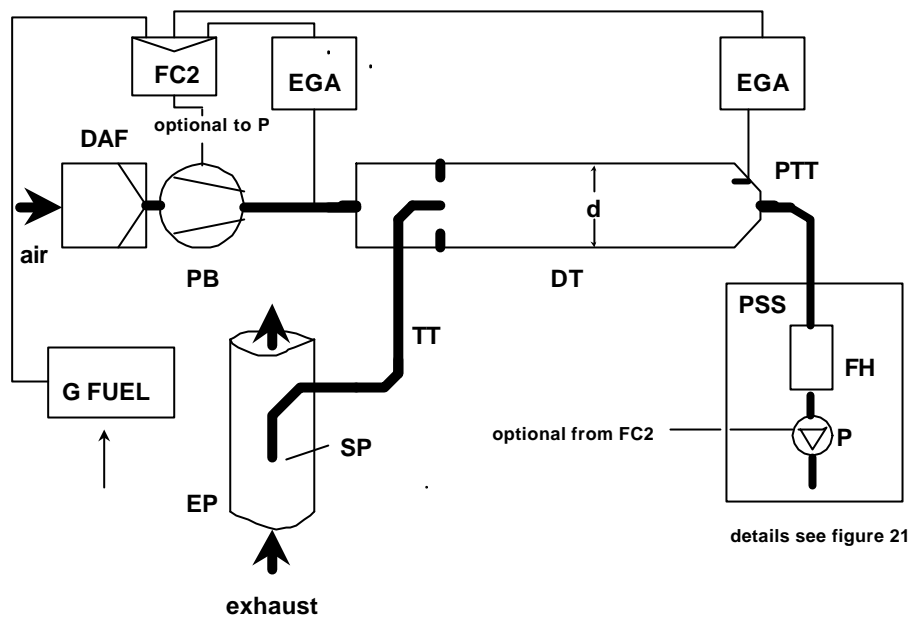 FC2
EGA
EGA
optional to P
DAF
PTT
d
air
PB
DT
PSS
TT
FH
G FUEL
optional from FC2
P
SP
EP
details see figure 21
exhaust